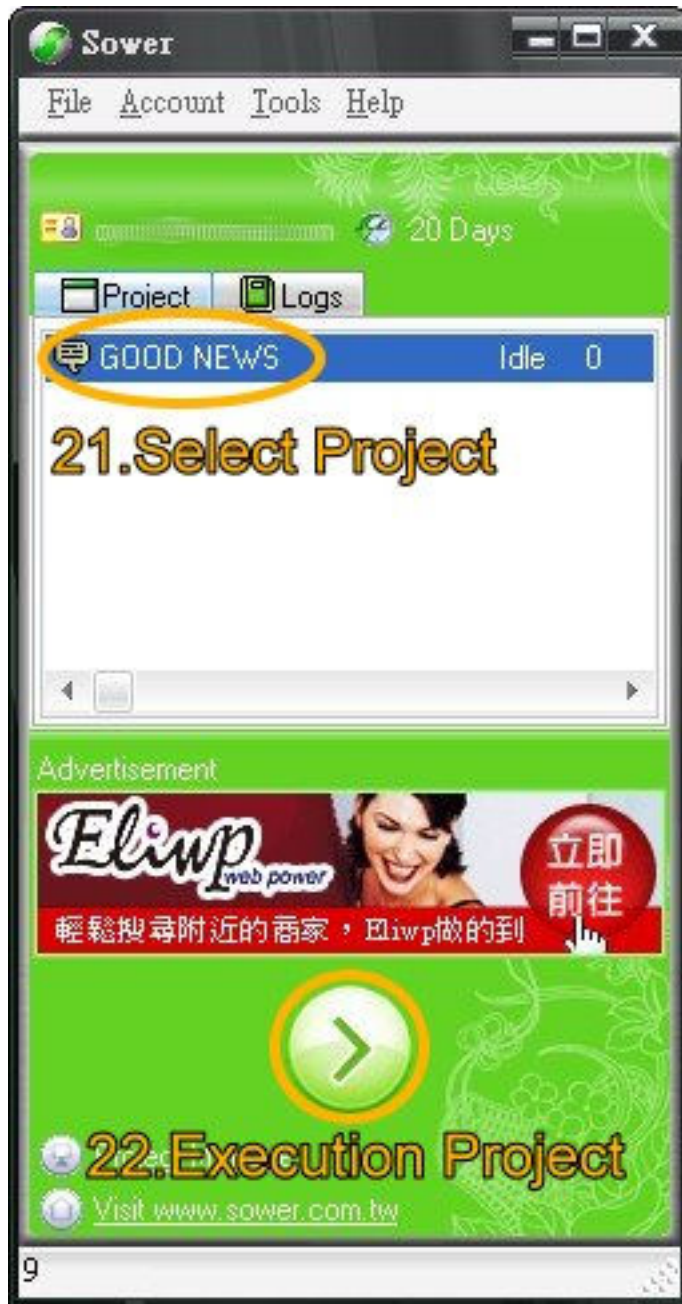 Sower
File Account Tools Help
20 Days
Project Logs
GOOD NEWS Idle 0
21.Select Project
Advertisement
Eliwp
web power
立即
前往
輕鬆搜尋附近的商家，Eliwp做的到
22.Execution Project
Visit www.sower.com.tw
9